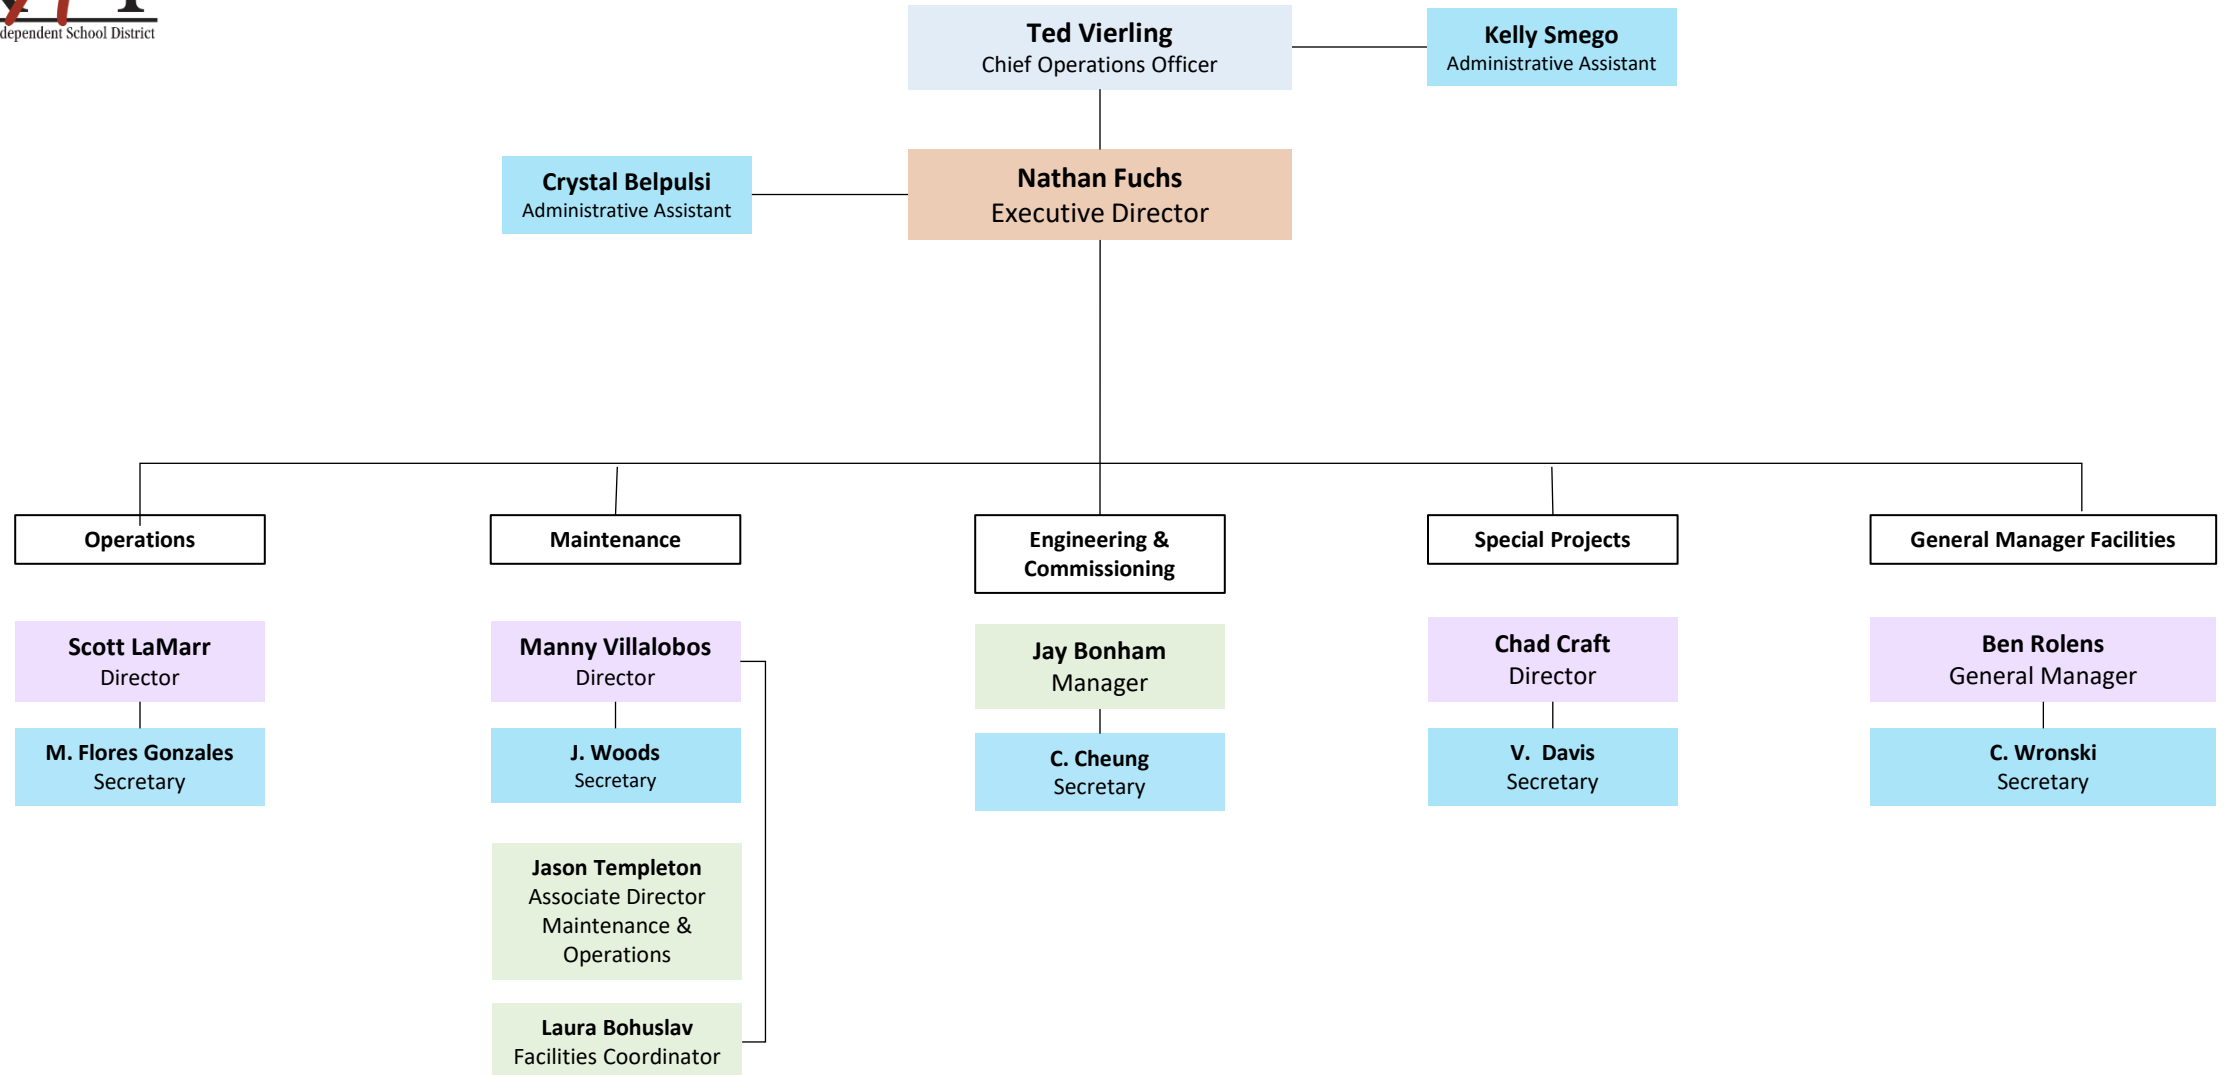 Independent School District
Ted Vierling
Chief Operations Officer
Kelly Smego
Administrative Assistant
Crystal Belpulsi
Administrative Assistant
Nathan Fuchs
Executive Director
Operations
Maintenance
Engineering &
Commissioning
Special Projects
General Manager Facilities
Scott LaMarr
Director
Manny Villalobos
Director
Jay Bonham
Manager
Chad Craft
Director
Ben Rolens
General Manager
M. Flores Gonzales
Secretary
J. Woods
Secretary
C. Cheung
Secretary
V.  Davis
Secretary
C. Wronski
Secretary
Jason Templeton
Associate Director
Maintenance &
Operations
Laura Bohuslav
Facilities Coordinator